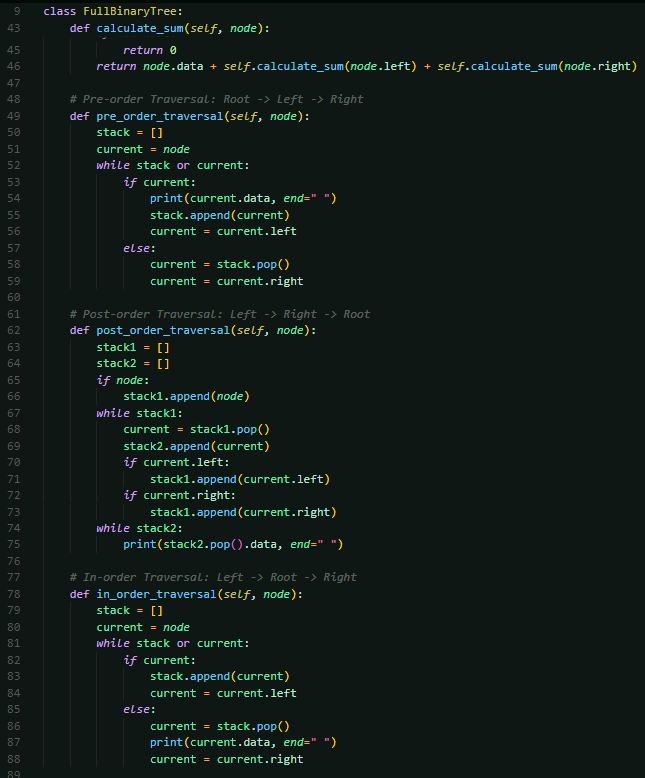 9 class FullBinaryTree:
43     def calculate_sum(self, node):
45             return 0
46         return node.data + self.calculate_sum(node.left) + self.calculate_sum(node.right)
47
48     # Pre-order Traversal: Root -> Left -> Right
49     def pre_order_traversal(self, node):
50         stack = []
51         current = node
52         while stack or current:
53             if current:
54                 print(current.data, end=" ")
55                 stack.append(current)
56                 current = current.left
57             else:
58                 current = stack.pop()
59                 current = current.right
60
61     # Post-order Traversal: Left -> Right -> Root
62     def post_order_traversal(self, node):
63         stack1 = []
64         stack2 = []
65         if node:
66             stack1.append(node)
67         while stack1:
68             current = stack1.pop()
69             stack2.append(current)
70             if current.left:
71                 stack1.append(current.left)
72             if current.right:
73                 stack1.append(current.right)
74         while stack2:
75             print(stack2.pop().data, end=" ")
76
77     # In-order Traversal: Left -> Root -> Right
78     def in_order_traversal(self, node):
79         stack = []
80         current = node
81         while stack or current:
82             if current:
83                 stack.append(current)
84                 current = current.left
85             else:
86                 current = stack.pop()
87                 print(current.data, end=" ")
88                 current = current.right
89